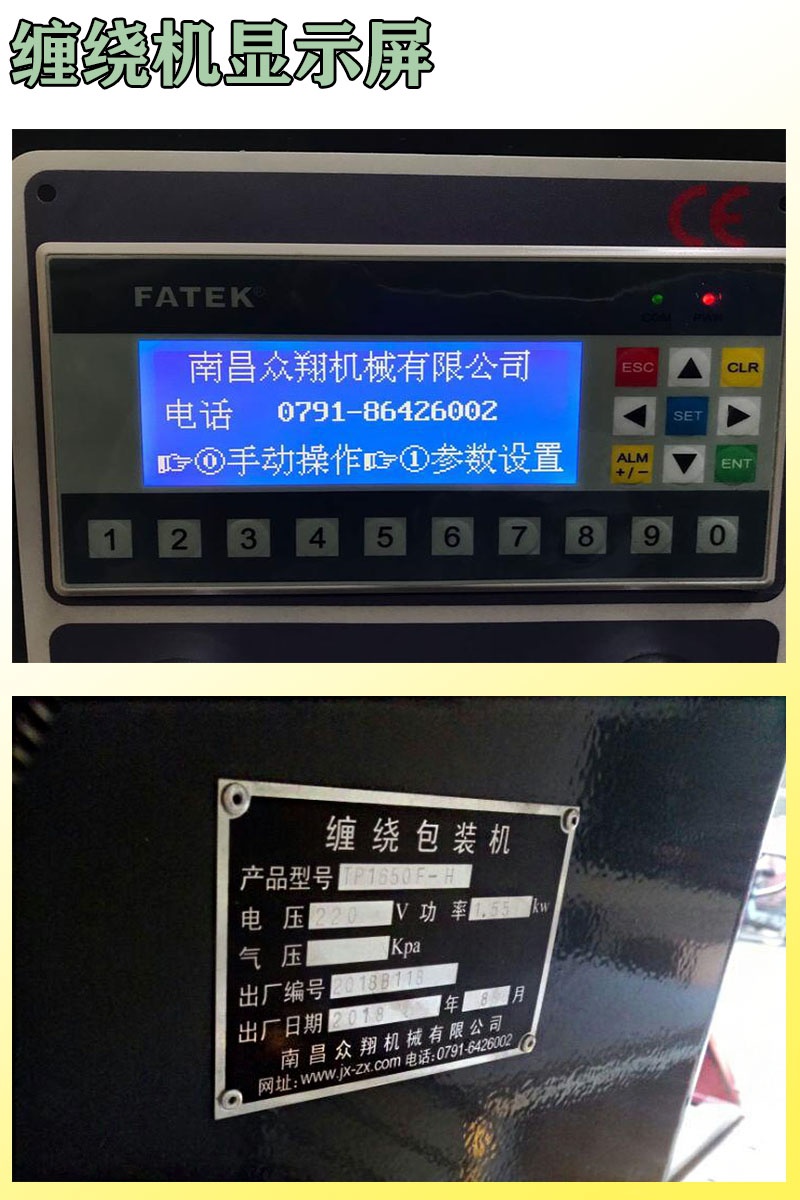 缠绕机显示屏
CE
FATEK®
COM PWR
南昌众翔机械有限公司
电话 0791-86426002
☞⓪手动操作☞①参数设置
ESC ▲ CLR
◀ SET ▶
ALM +/- ▼ ENT
1 2 3 4 5 6 7 8 9 0
缠绕包装机
产品型号 TP1650F-H
电压 220 V 功率 1.55 kw
气压 Kpa
出厂编号 2018B118
出厂日期 2018 年 8 月
南昌众翔机械有限公司
网址:www.jx-zx.com 电话:0791-6426002